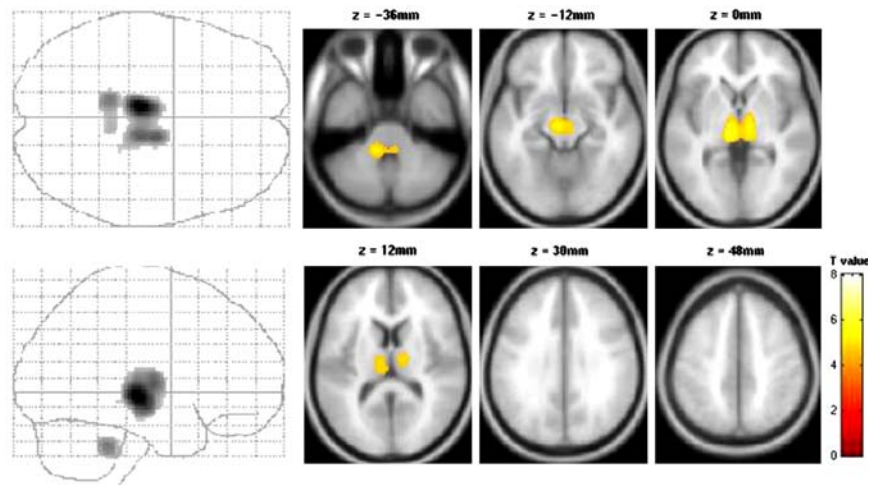 z = -36mm
z = -12mm
z = 0mm
z = 12mm
z = 30mm
z = 48mm
T value
8
6
4
2
0